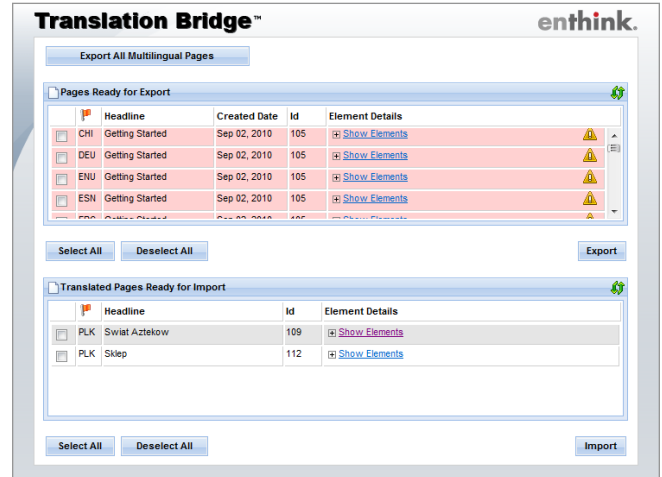 Translation Bridge™
enthink.
Export All Multilingual Pages
Pages Ready for Export
Headline Created Date Id Element Details
CHI Getting Started Sep 02, 2010 105 Show Elements
DEU Getting Started Sep 02, 2010 105 Show Elements
ENU Getting Started Sep 02, 2010 105 Show Elements
ESN Getting Started Sep 02, 2010 105 Show Elements
Select All Deselect All Export
Translated Pages Ready for Import
Headline Id Element Details
PLK Swiat Aztekow 109 Show Elements
PLK Sklep 112 Show Elements
Select All Deselect All Import